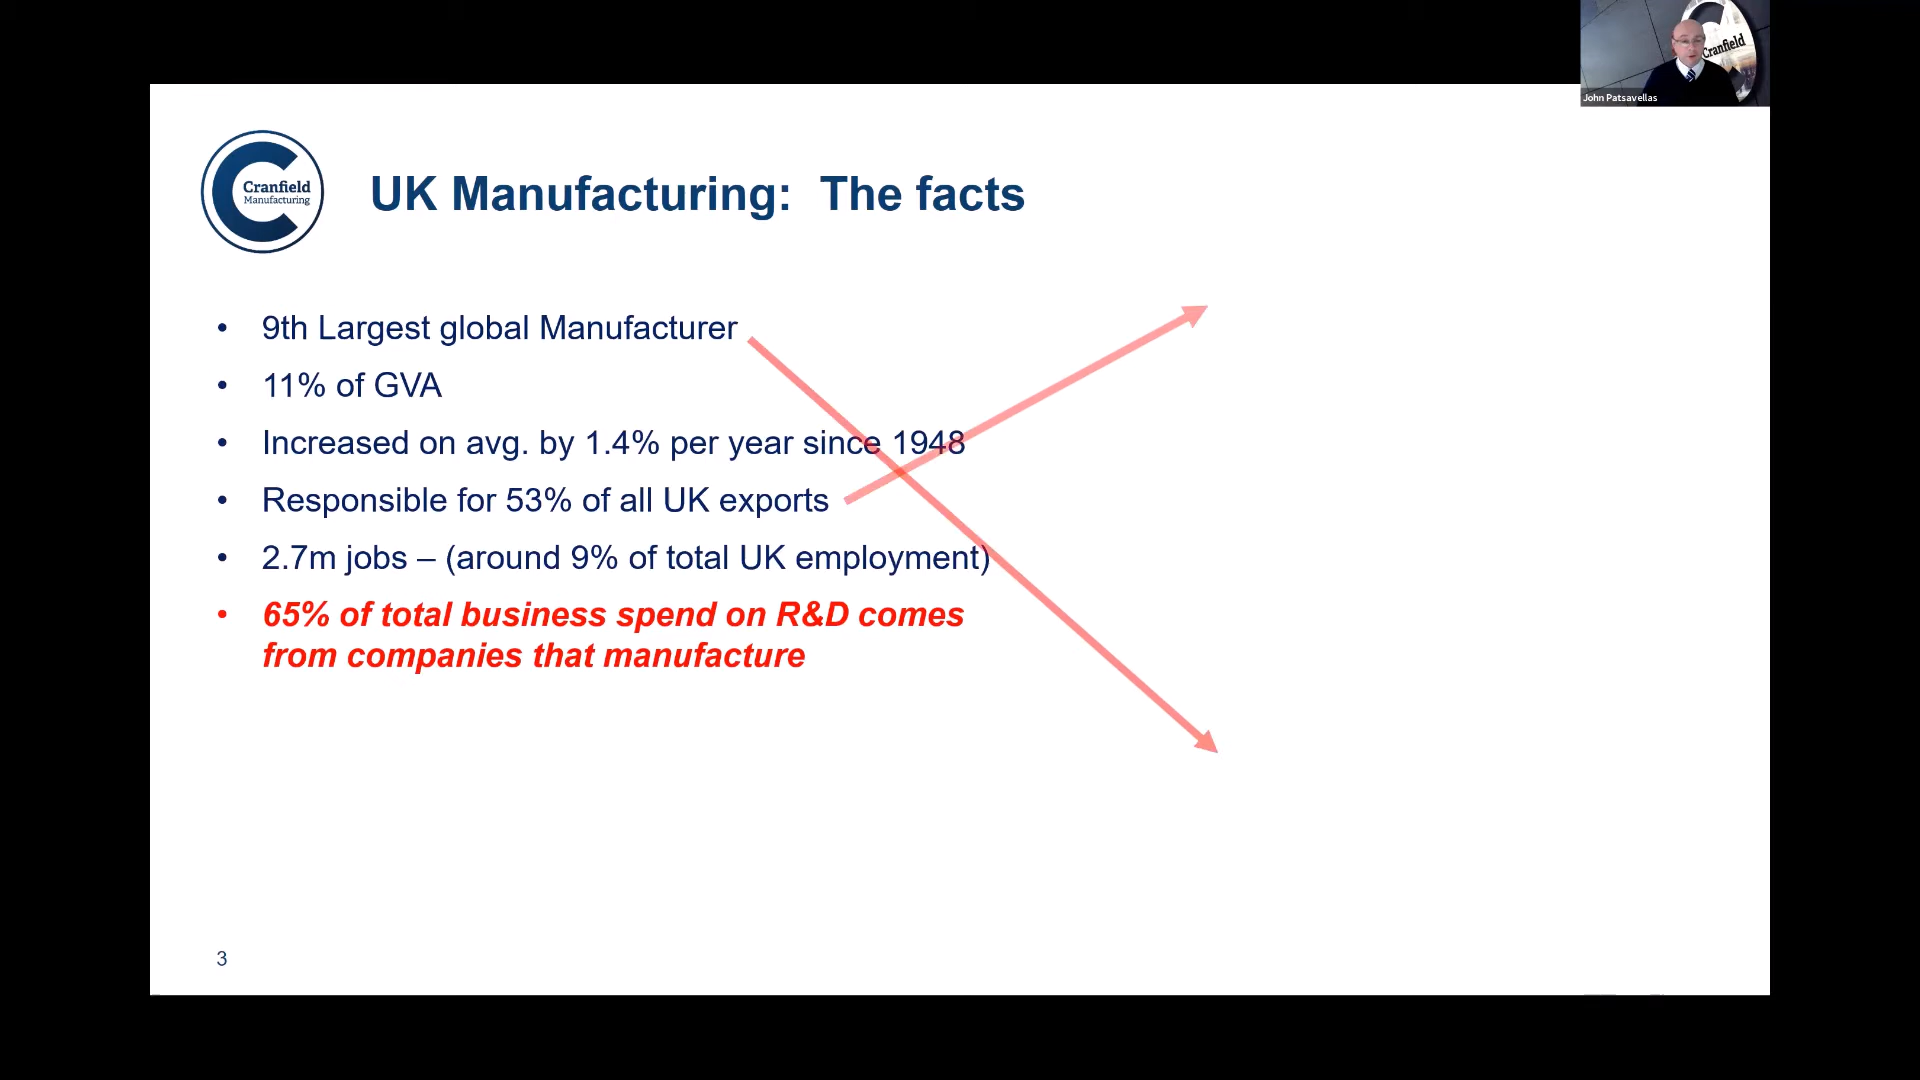 Cranfield
John Patsavellas
Cranfield
Manufacturing
UK Manufacturing:  The facts
• 9th Largest global Manufacturer
• 11% of GVA
• Increased on avg. by 1.4% per year since 1948
• Responsible for 53% of all UK exports
• 2.7m jobs – (around 9% of total UK employment)
• 65% of total business spend on R&D comes
from companies that manufacture
3